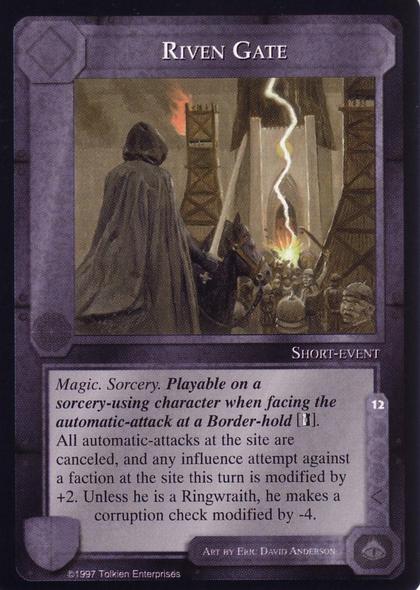 RIVEN GATE
SHORT-EVENT
Magic. Sorcery. Playable on a
sorcery-using character when facing the
automatic-attack at a Border-hold [].
12
All automatic-attacks at the site are
canceled, and any influence attempt against
a faction at the site this turn is modified by
+2. Unless he is a Ringwraith, he makes a
corruption check modified by -4.
ART BY ERIC DAVID ANDERSON
©1997 Tolkien Enterprises